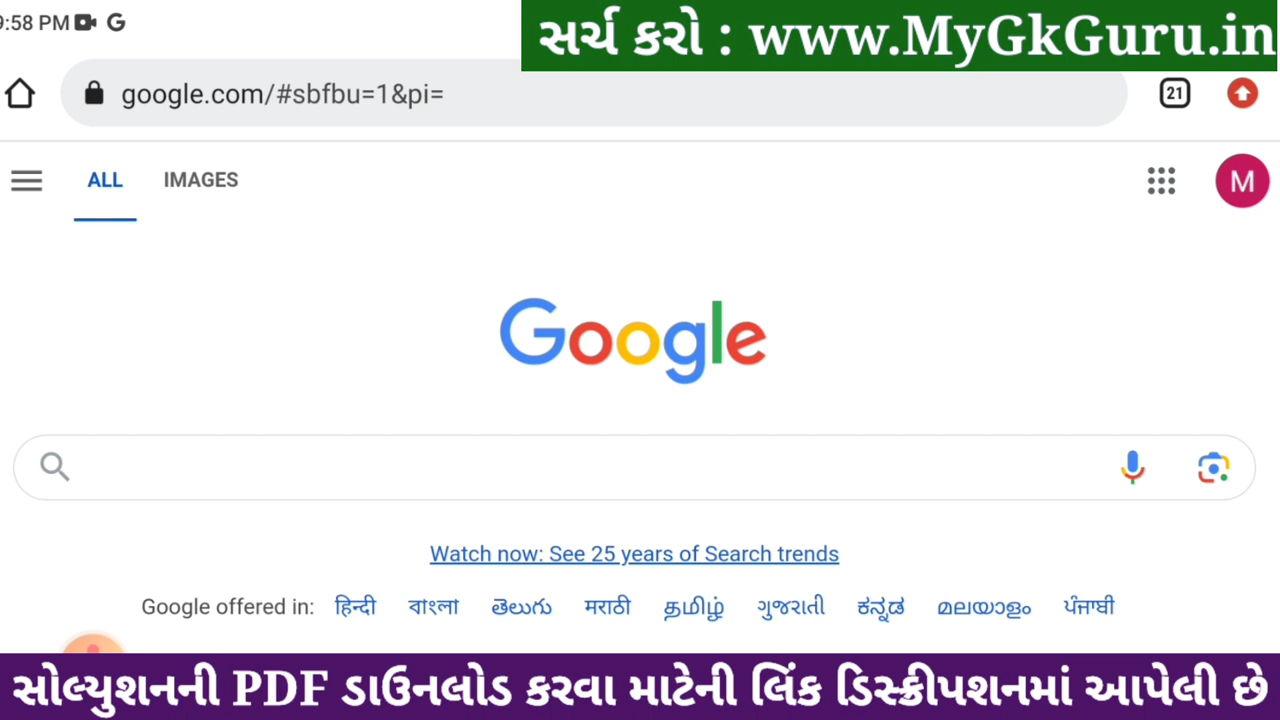 9:58 PM G
સર્ચ કરો : www.MyGkGuru.in
google.com/#sbfbu=1&pi=
21
ALL IMAGES
M
Google
Watch now: See 25 years of Search trends
Google offered in: हिन्दी বাংলা తెలుగు मराठी தமிழ் ગુજરાતી ಕನ್ನಡ മലയാളം ਪੰਜਾਬੀ
સોલ્યુશનની PDF ડાઉનલોડ કરવા માટેની લિંક ડિસ્ક્રીપશનમાં આપેલી છે